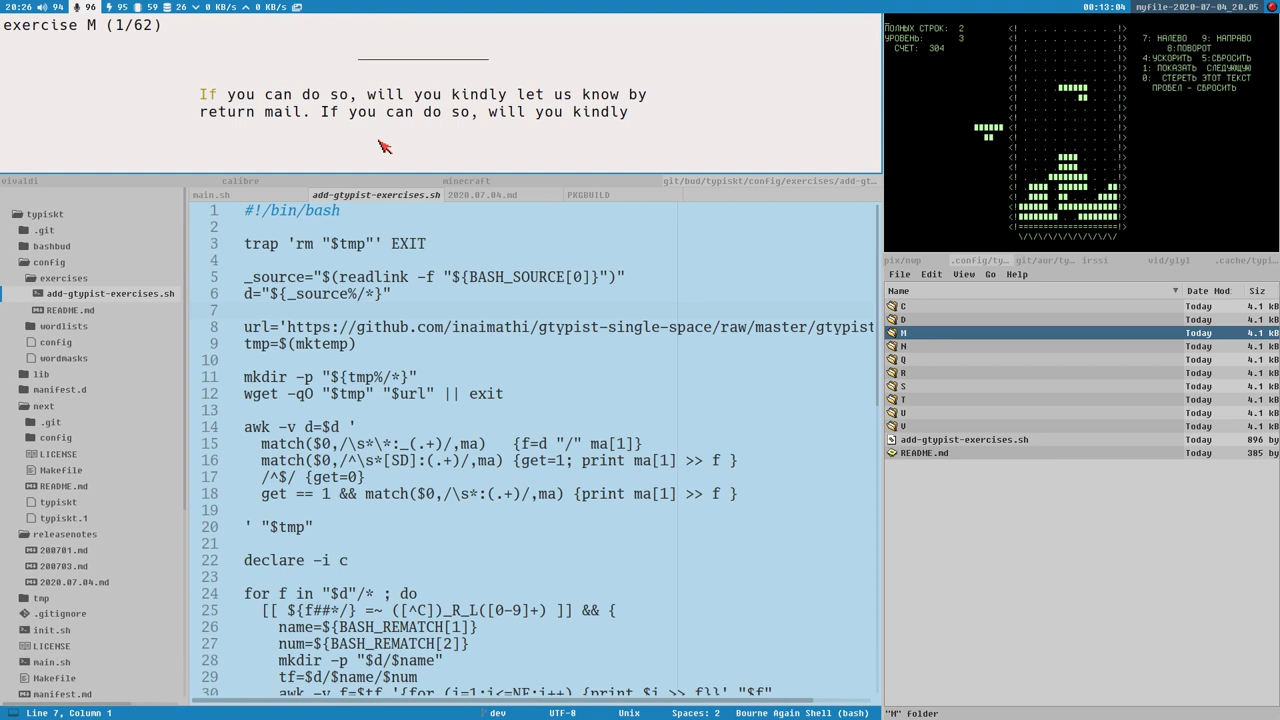 20:26 94 96 95 59 26 0 KB/s 0 KB/s 00:13:04 myfile-2020-07-04_20.05
exercise M (1/62)
If you can do so, will you kindly let us know by
return mail. If you can do so, will you kindly
ПОЛНЫХ СТРОК: 2
УРОВЕНЬ: 3
СЧЕТ: 304
7: НАЛЕВО 9: НАПРАВО
8:ПОВОРОТ
4:УСКОРИТЬ 5:СБРОСИТЬ
1: ПОКАЗАТЬ СЛЕДУЮЩУЮ
0: СТЕРЕТЬ ЭТОТ ТЕКСТ
ПРОБЕЛ - СБРОСИТЬ
vivaldi calibre minecraft git/bud/typiskt/config/exercises/add-gt...
main.sh add-gtypist-exercises.sh 2020.07.04.md PKGBUILD
typiskt
.git
bashbud
config
exercises
add-gtypist-exercises.sh
README.md
wordlists
config
wordmasks
lib
manifest.d
next
.git
config
LICENSE
Makefile
README.md
typiskt
typiskt.1
releasenotes
200701.md
200703.md
2020.07.04.md
tmp
.gitignore
init.sh
LICENSE
main.sh
Makefile
manifest.md
1 #!/bin/bash
2
3 trap 'rm "$tmp"' EXIT
4
5 _source="$(readlink -f "${BASH_SOURCE[0]}")"
6 d="${_source%/*}"
7
8 url='https://github.com/inaimathi/gtypist-single-space/raw/master/gtypist
9 tmp=$(mktemp)
10
11 mkdir -p "${tmp%/*}"
12 wget -qO "$tmp" "$url" || exit
13
14 awk -v d=$d '
15 match($0,/\s*\*:_(.+)/,ma) {f=d "/" ma[1]}
16 match($0,/^\s*[SD]:(.+)/,ma) {get=1; print ma[1] >> f }
17 /^$/ {get=0}
18 get == 1 && match($0,/\s*:(.+)/,ma) {print ma[1] >> f }
19
20 ' "$tmp"
21
22 declare -i c
23
24 for f in "$d"/* ; do
25 [[ ${f##*/} =~ ([^C])_R_L([0-9]+) ]] && {
26 name=${BASH_REMATCH[1]}
27 num=${BASH_REMATCH[2]}
28 mkdir -p "$d/$name"
29 tf=$d/$name/$num
30 awk -v f=$tf '{for (i=1;i<=NF;i++) {print $i >> f}}' "$f"
Line 7, Column 1 dev UTF-8 Unix Spaces: 2 Bourne Again Shell (bash)
pix/nwp .config/ty... git/aur/ty... irssi vid/ylyl .cache/typi...
File Edit View Go Help
Name Date Mod Siz
C Today 4.1 kB
D Today 4.1 kB
M Today 4.1 kB
N Today 4.1 kB
Q Today 4.1 kB
R Today 4.1 kB
S Today 4.1 kB
T Today 4.1 kB
U Today 4.1 kB
V Today 4.1 kB
add-gtypist-exercises.sh Today 896 by
README.md Today 385 by
"M" folder